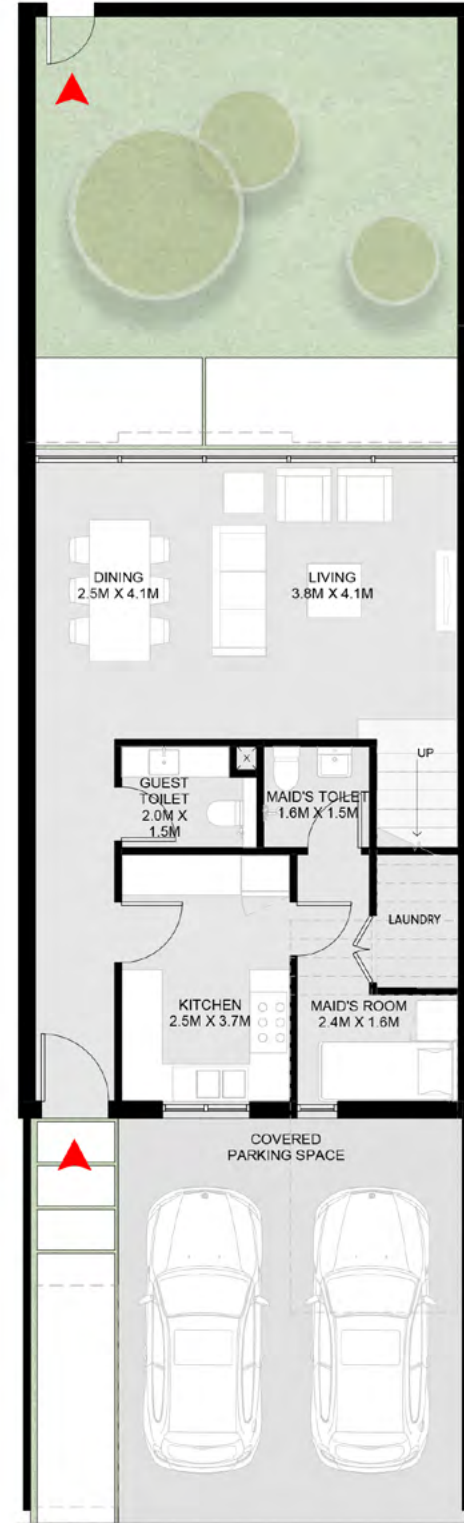 DINING
2.5M X 4.1M
LIVING
3.8M X 4.1M
UP
X
GUEST
TOILET
2.0M X
1.5M
MAID'S TOILET
1.6M X 1.5M
LAUNDRY
KITCHEN
2.5M X 3.7M
MAID'S ROOM
2.4M X 1.6M
COVERED
PARKING SPACE